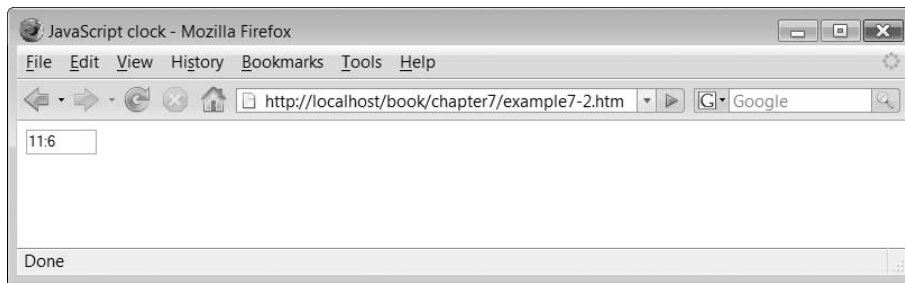 JavaScript clock - Mozilla Firefox
File Edit View History Bookmarks Tools Help
http://localhost/book/chapter7/example7-2.htm G Google
11:6
Done